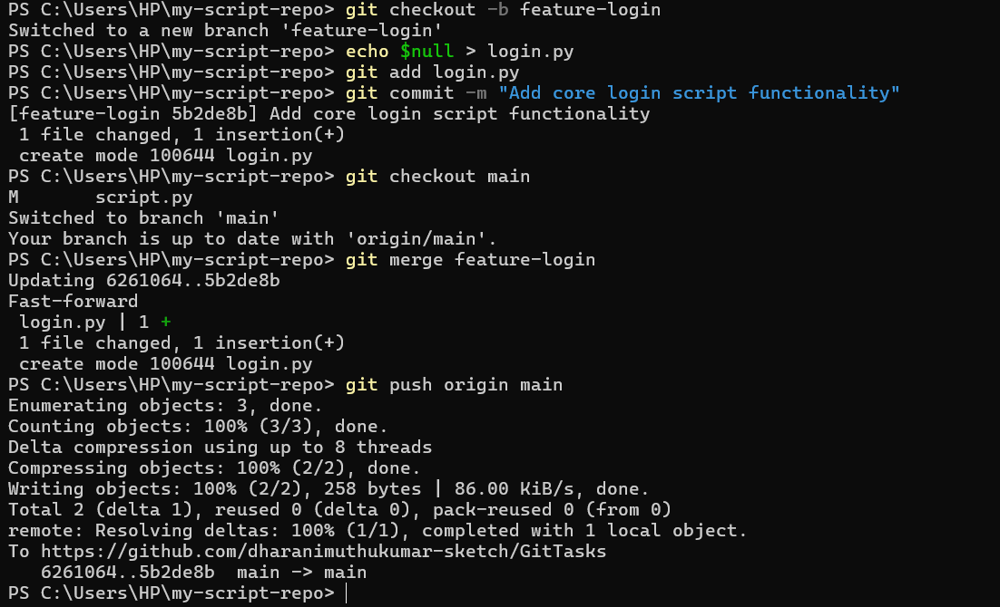 PS C:\Users\HP\my-script-repo> git checkout -b feature-login
Switched to a new branch 'feature-login'
PS C:\Users\HP\my-script-repo> echo $null > login.py
PS C:\Users\HP\my-script-repo> git add login.py
PS C:\Users\HP\my-script-repo> git commit -m "Add core login script functionality"
[feature-login 5b2de8b] Add core login script functionality
 1 file changed, 1 insertion(+)
 create mode 100644 login.py
PS C:\Users\HP\my-script-repo> git checkout main
M       script.py
Switched to branch 'main'
Your branch is up to date with 'origin/main'.
PS C:\Users\HP\my-script-repo> git merge feature-login
Updating 6261064..5b2de8b
Fast-forward
 login.py | 1 +
 1 file changed, 1 insertion(+)
 create mode 100644 login.py
PS C:\Users\HP\my-script-repo> git push origin main
Enumerating objects: 3, done.
Counting objects: 100% (3/3), done.
Delta compression using up to 8 threads
Compressing objects: 100% (2/2), done.
Writing objects: 100% (2/2), 258 bytes | 86.00 KiB/s, done.
Total 2 (delta 1), reused 0 (delta 0), pack-reused 0 (from 0)
remote: Resolving deltas: 100% (1/1), completed with 1 local object.
To https://github.com/dharanimuthukumar-sketch/GitTasks
   6261064..5b2de8b  main -> main
PS C:\Users\HP\my-script-repo>